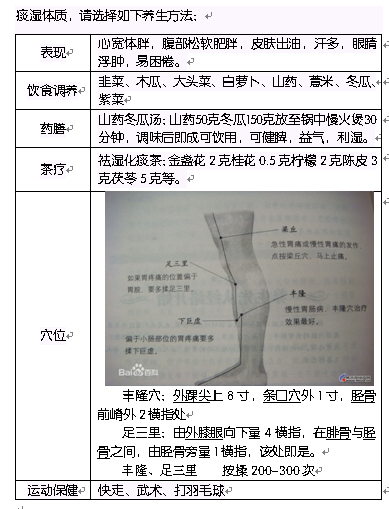 痰湿体质，请选择如下养生方法：
表现
心宽体胖，腹部松软肥胖，皮肤出油，汗多，眼睛
浮肿，易困倦。
饮食调养
韭菜、木瓜、大头菜、白萝卜、山药、薏米、冬瓜、
紫菜
药膳
山药冬瓜汤：山药50克冬瓜150克放至锅中慢火煲30
分钟，调味后即成可饮用，可健脾，益气，利湿。
茶疗
祛湿化痰茶：金盏花 2 克桂花 0.5 克柠檬 2 克陈皮 3
克茯苓 5 克等。
穴位
梁丘
急性胃痛或慢性胃痛的发作，
点按梁丘穴，马上止痛。
足三里
如果胃疼痛的位置偏于
胃脘，要多揉足三里。
丰隆
慢性胃肠病，丰隆穴治疗
效果最好。
下巨虚
偏于小肠部位的胃疼痛要多
揉下巨虚。
Bai百科
丰隆穴：外踝尖上 8 寸，条口穴外 1 寸，胫骨
前嵴外 2 横指处
足三里：由外膝眼向下量 4 横指，在腓骨与胫
骨之间，由胫骨旁量 1 横指，该处即是。
丰隆、足三里 按揉 200-300 次
运动保健
快走、武术、打羽毛球